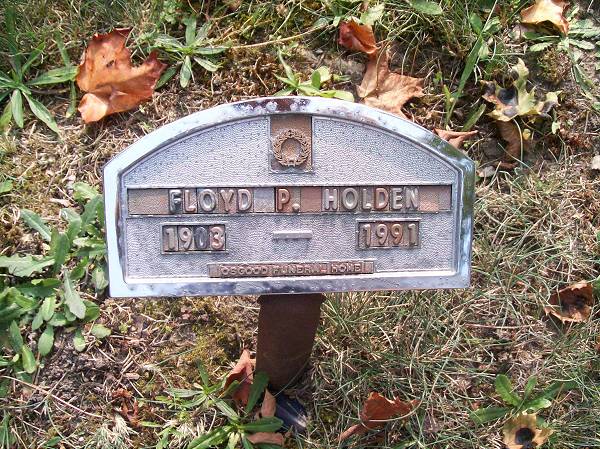 FLOYD P. HOLDEN
1903 — 1991
OSGOOD FUNERAL HOME